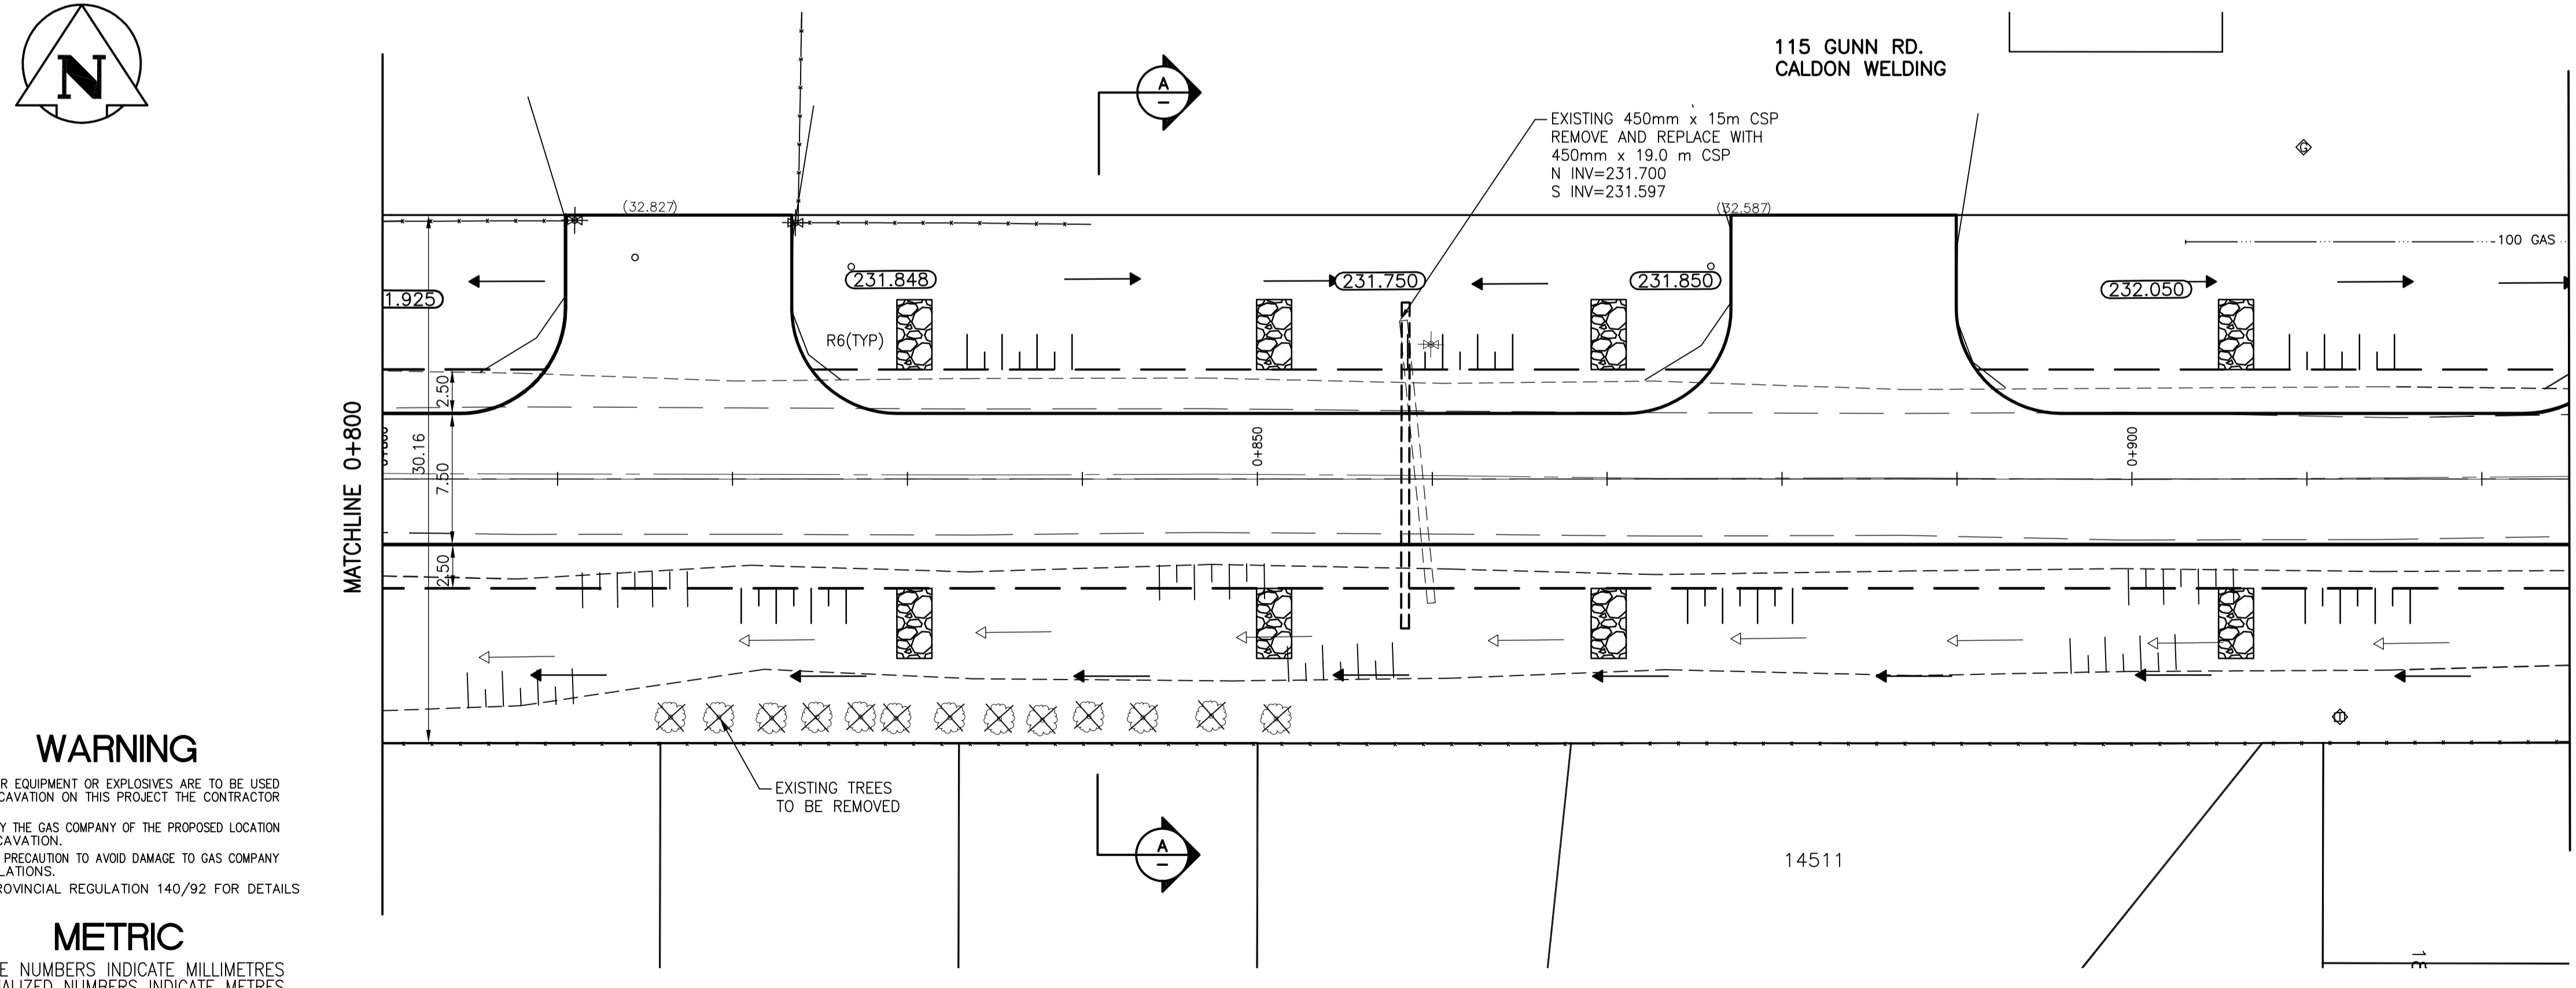 N
A
115 GUNN RD.
CALDON WELDING
EXISTING 450mm x 15m CSP
REMOVE AND REPLACE WITH
450mm x 19.0 m CSP
N INV=231.700
S INV=231.597
(32.827)
(32.587)
100 GAS
G
1.925
231.848
231.750
231.850
232.050
R6(TYP)
2.50
MATCHLINE 0+800
30.16
7.50
0+850
0+900
2.50
T
EXISTING TREES
TO BE REMOVED
A
14511
WARNING
R EQUIPMENT OR EXPLOSIVES ARE TO BE USED
CAVATION ON THIS PROJECT THE CONTRACTOR
Y THE GAS COMPANY OF THE PROPOSED LOCATION
CAVATION.
PRECAUTION TO AVOID DAMAGE TO GAS COMPANY
LATIONS.
ROVINCIAL REGULATION 140/92 FOR DETAILS
METRIC
E NUMBERS INDICATE MILLIMETRES
NUMBERS INDICATE METRES